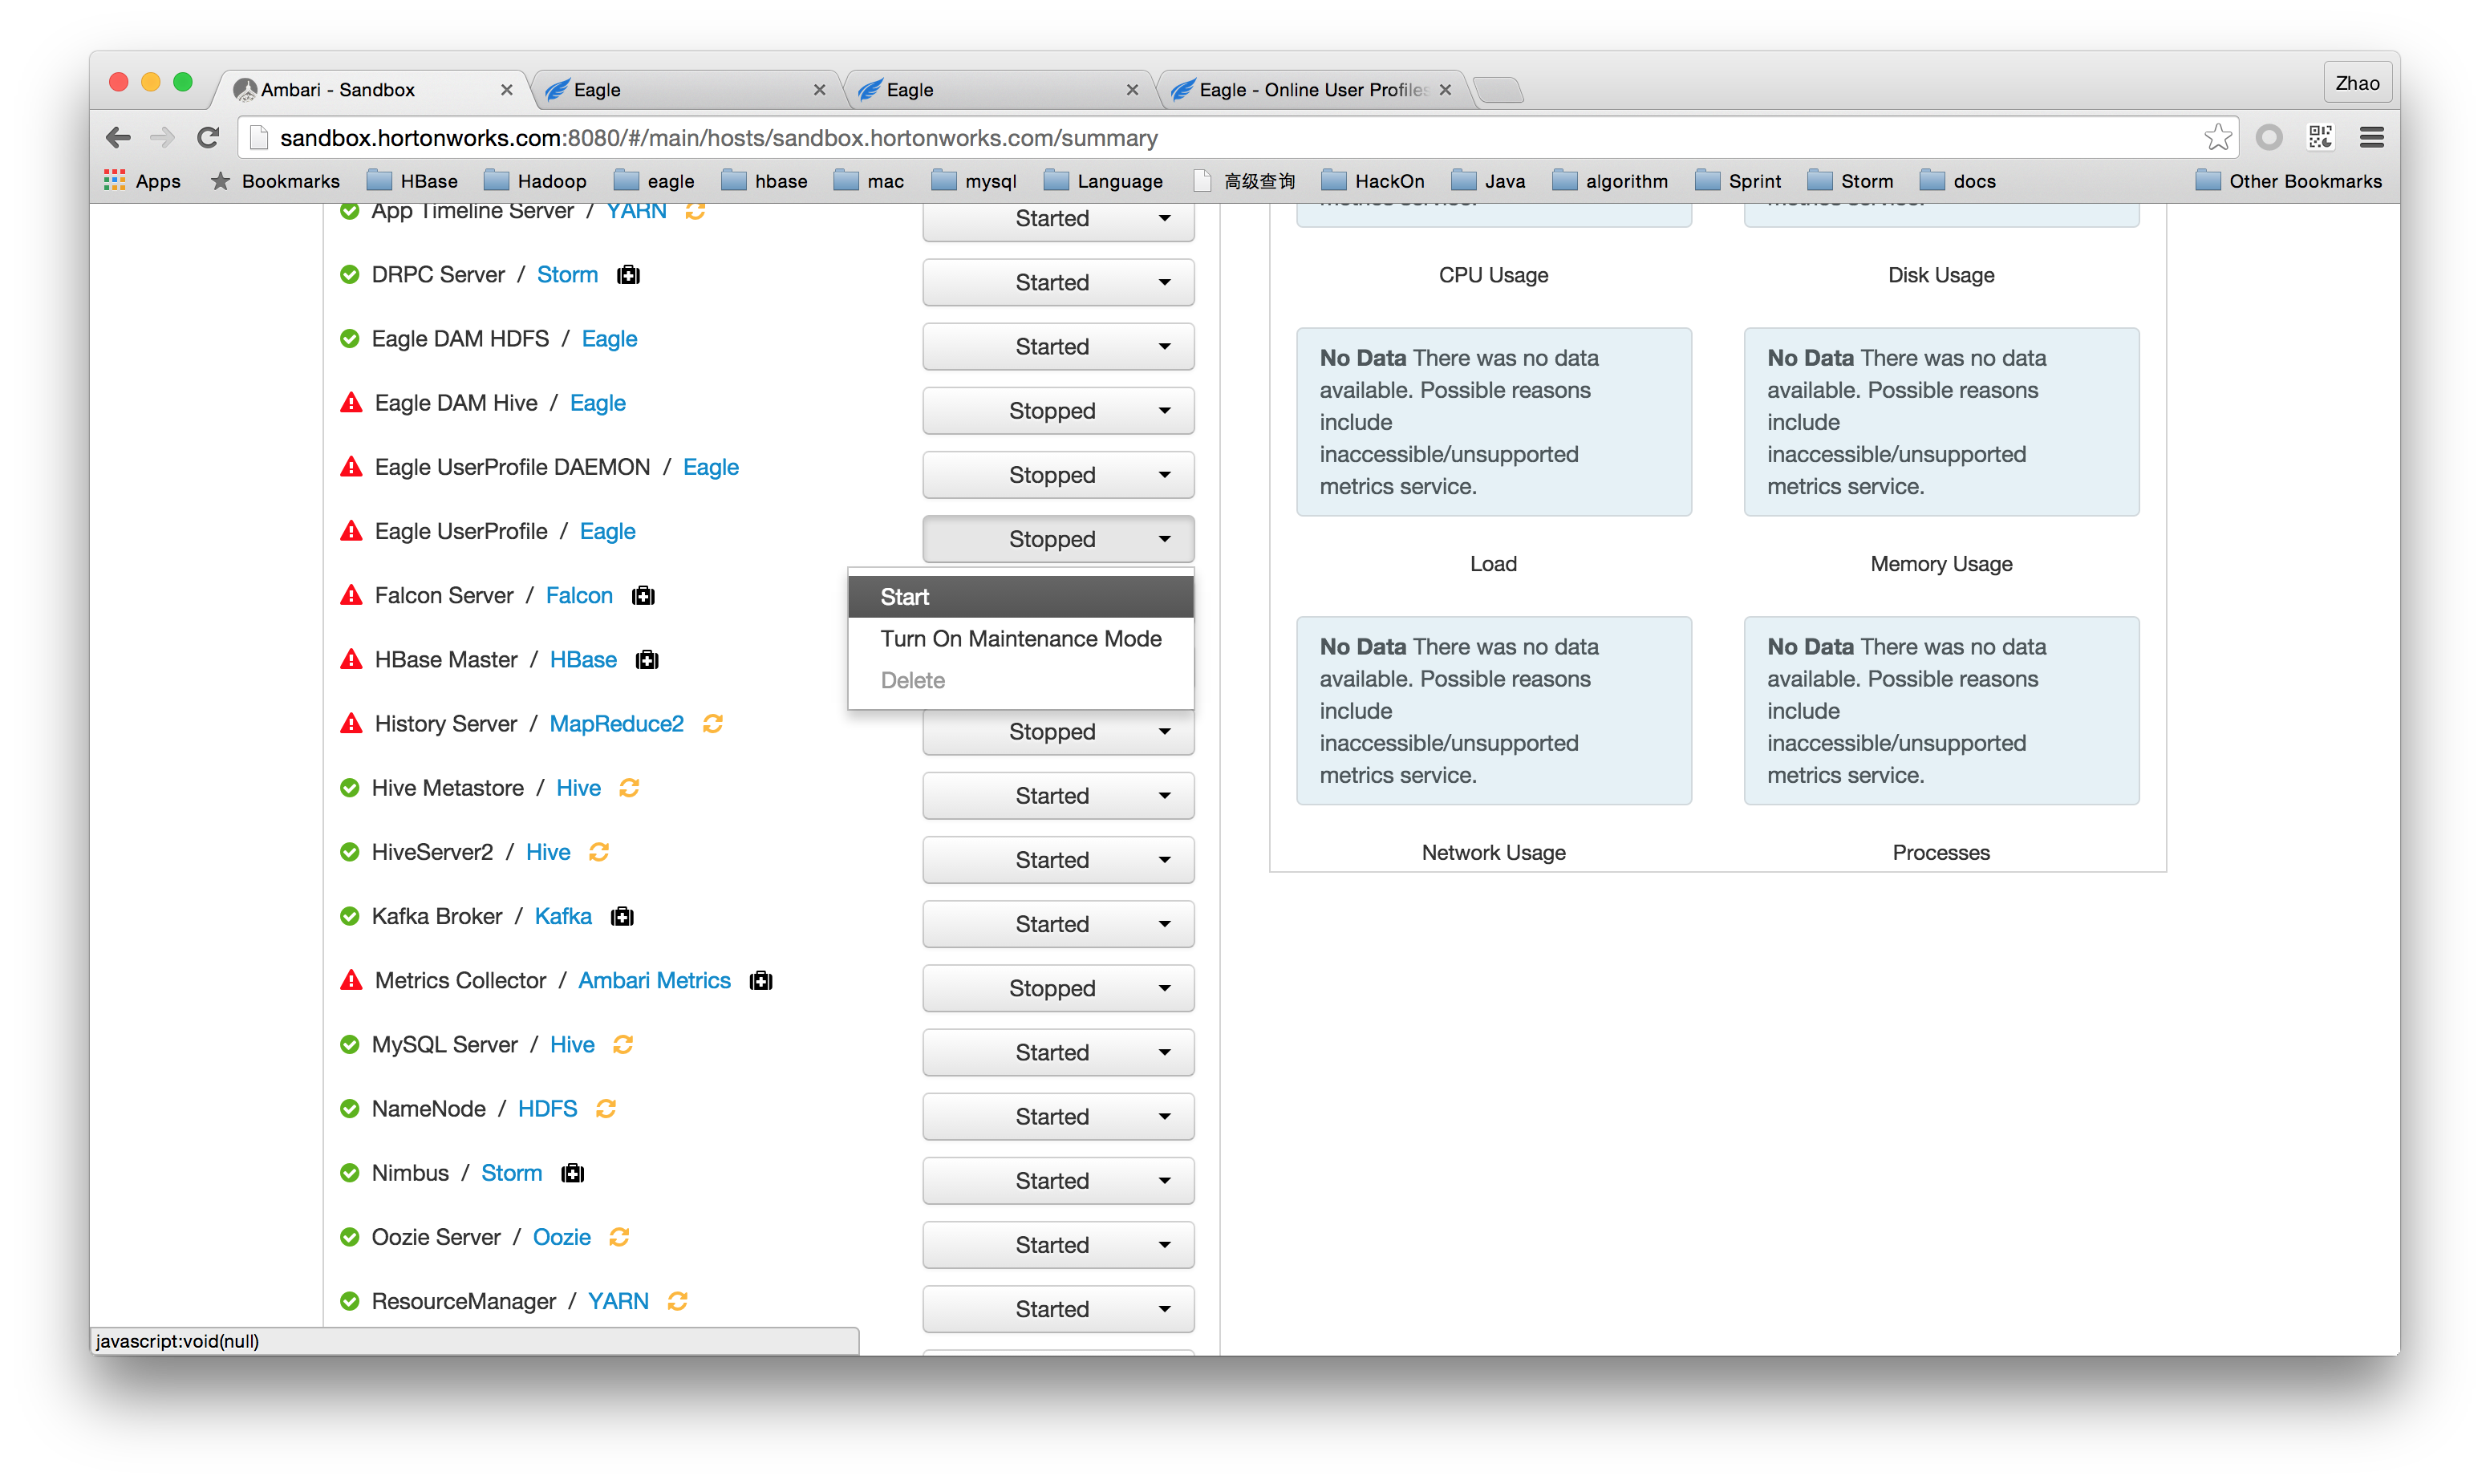 Ambari - Sandbox
Eagle
Eagle
Eagle - Online User Profiles
Zhao
sandbox.hortonworks.com:8080/#/main/hosts/sandbox.hortonworks.com/summary
Apps Bookmarks HBase Hadoop eagle hbase mac mysql Language 高级查询 HackOn Java algorithm Sprint Storm docs Other Bookmarks
App Timeline Server / YARN Started
DRPC Server / Storm Started
Eagle DAM HDFS / Eagle Started
Eagle DAM Hive / Eagle Stopped
Eagle UserProfile DAEMON / Eagle Stopped
Eagle UserProfile / Eagle Stopped
Start
Turn On Maintenance Mode
Delete
Falcon Server / Falcon
HBase Master / HBase
History Server / MapReduce2 Stopped
Hive Metastore / Hive Started
HiveServer2 / Hive Started
Kafka Broker / Kafka Started
Metrics Collector / Ambari Metrics Stopped
MySQL Server / Hive Started
NameNode / HDFS Started
Nimbus / Storm Started
Oozie Server / Oozie Started
ResourceManager / YARN Started
metrics service.
metrics service.
CPU Usage
Disk Usage
No Data There was no data
available. Possible reasons
include
inaccessible/unsupported
metrics service.
No Data There was no data
available. Possible reasons
include
inaccessible/unsupported
metrics service.
Load
Memory Usage
No Data There was no data
available. Possible reasons
include
inaccessible/unsupported
metrics service.
No Data There was no data
available. Possible reasons
include
inaccessible/unsupported
metrics service.
Network Usage
Processes
javascript:void(null)